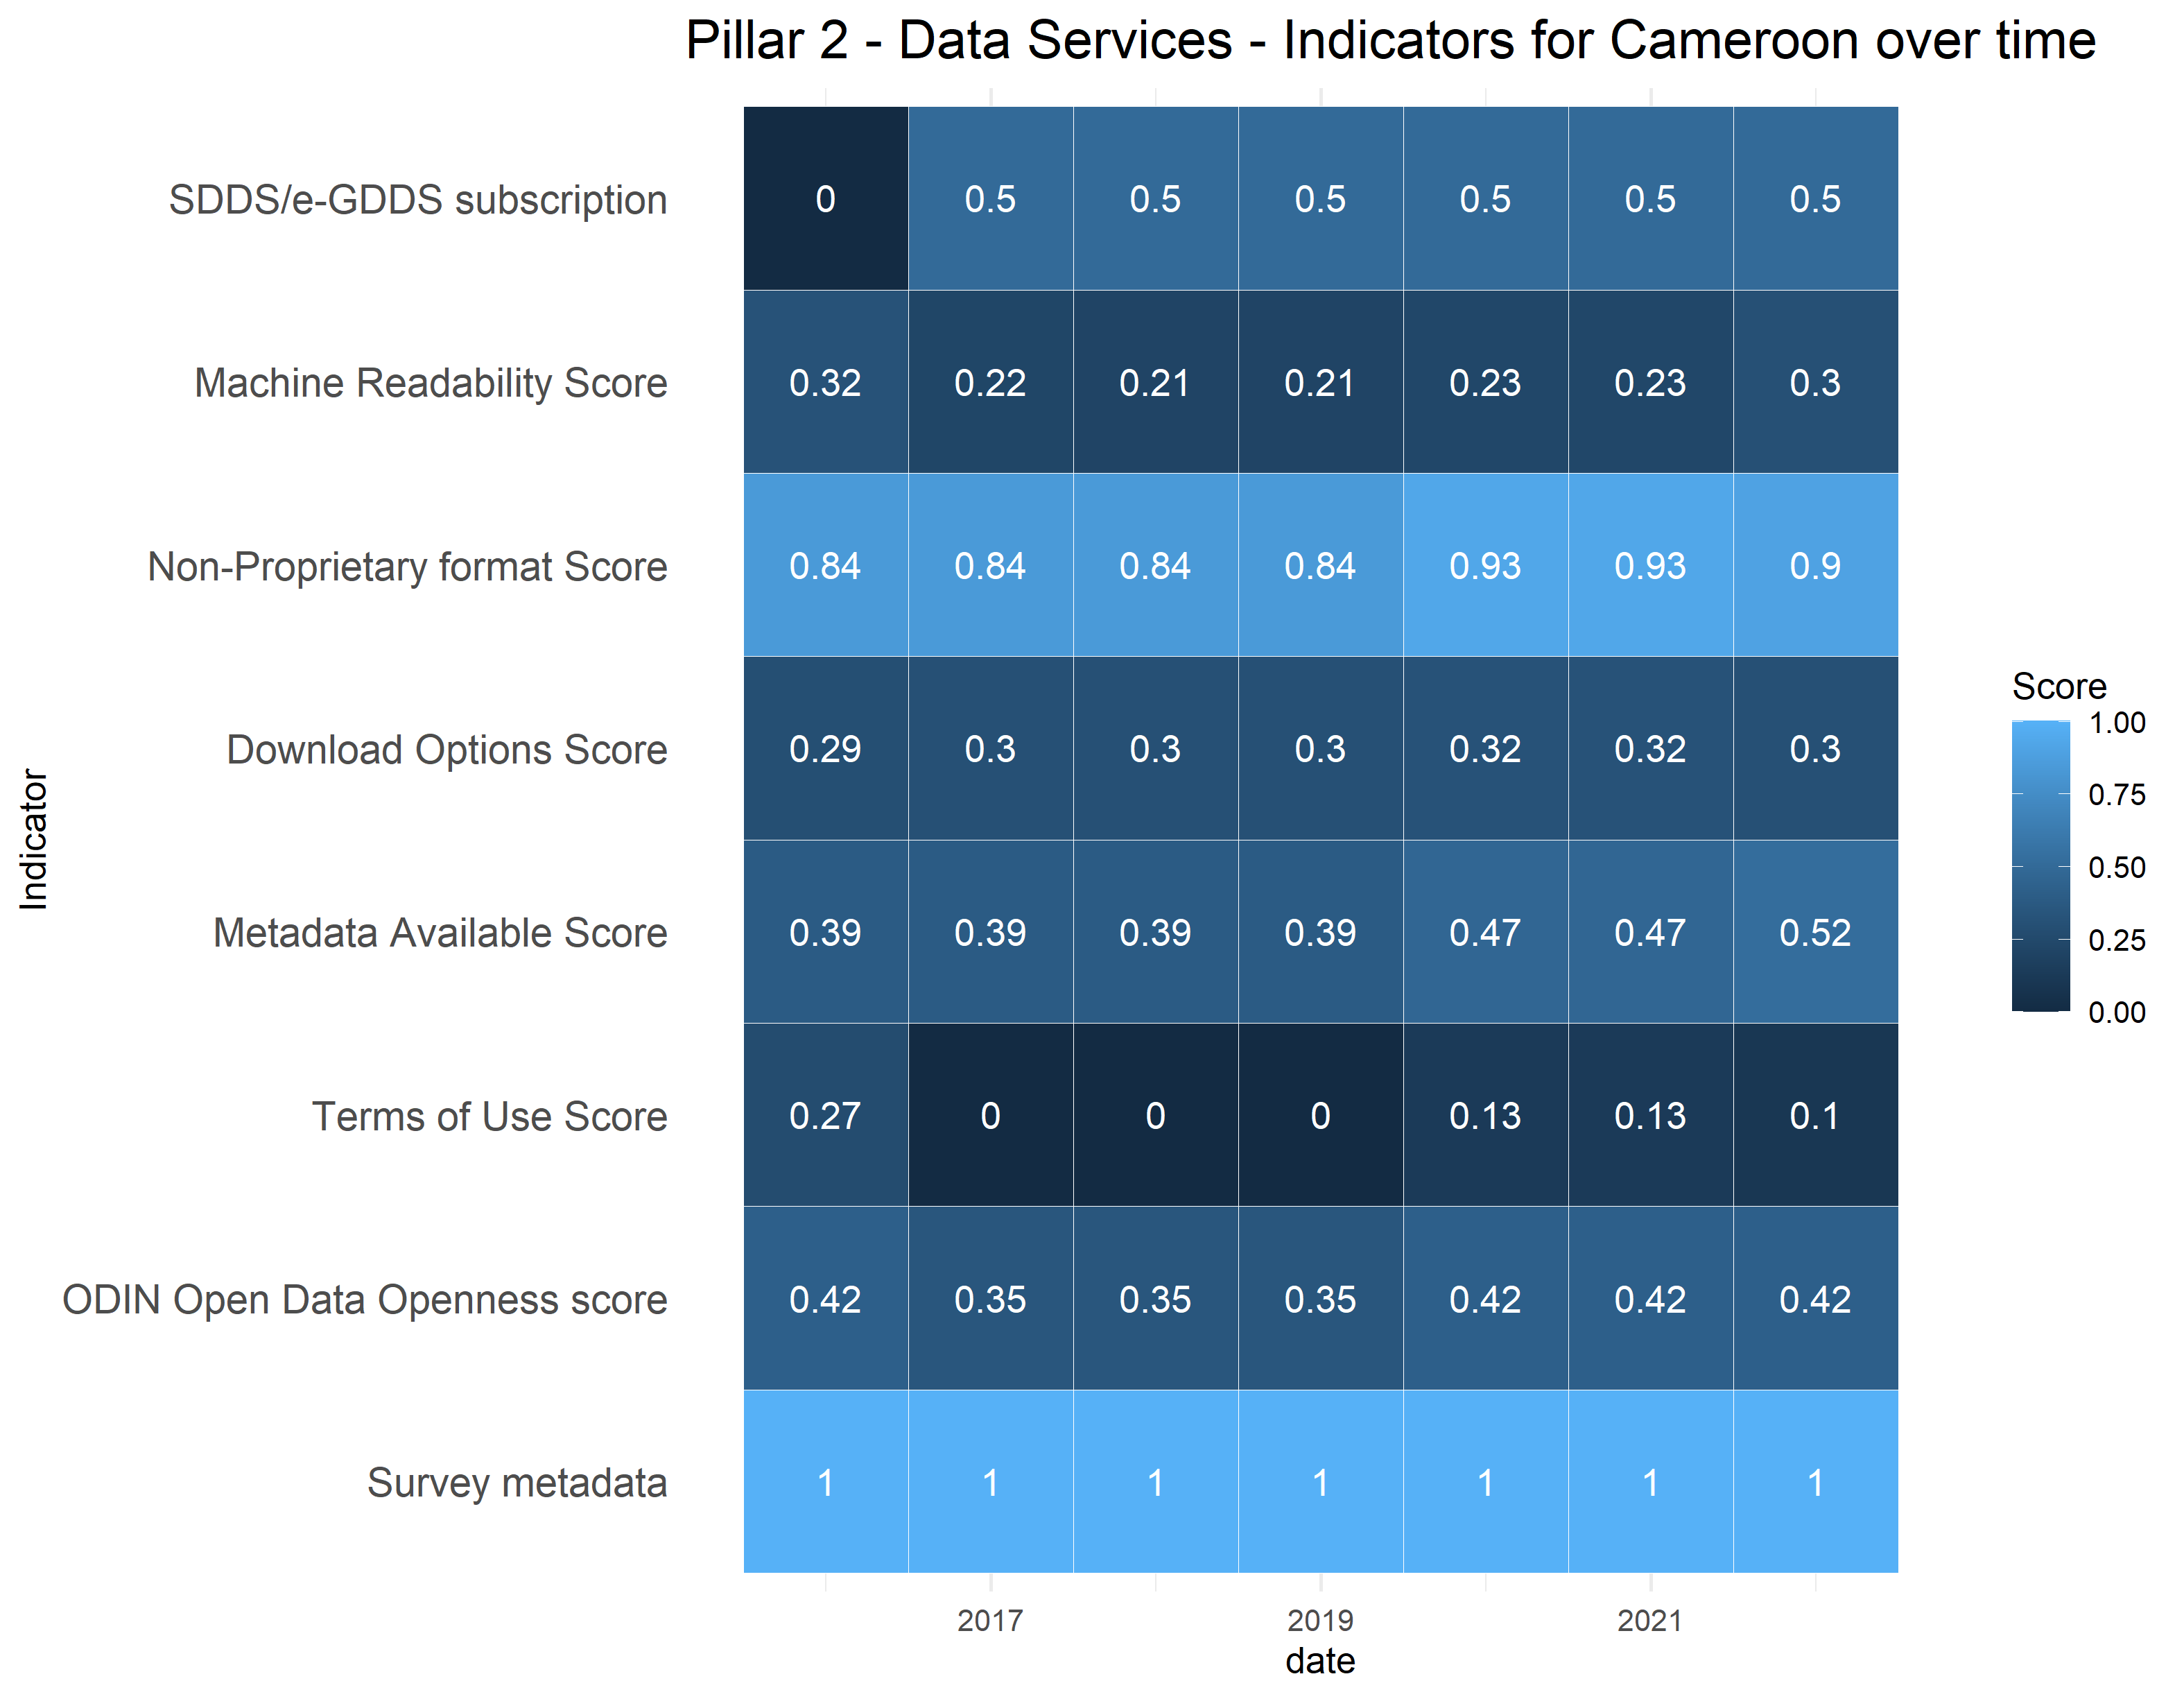 Pillar 2 - Data Services - Indicators for Cameroon over time
SDDS/e-GDDS subscription 0 0.5 0.5 0.5 0.5 0.5 0.5
Machine Readability Score 0.32 0.22 0.21 0.21 0.23 0.23 0.3
Non-Proprietary format Score 0.84 0.84 0.84 0.84 0.93 0.93 0.9
Download Options Score 0.29 0.3 0.3 0.3 0.32 0.32 0.3
Metadata Available Score 0.39 0.39 0.39 0.39 0.47 0.47 0.52
Terms of Use Score 0.27 0 0 0 0.13 0.13 0.1
ODIN Open Data Openness score 0.42 0.35 0.35 0.35 0.42 0.42 0.42
Survey metadata 1 1 1 1 1 1 1
Indicator
2017 2019 2021
date
Score
1.00
0.75
0.50
0.25
0.00